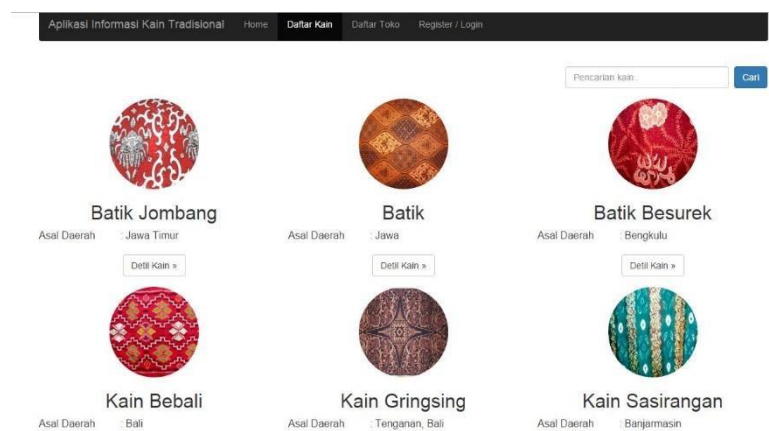 Aplikasi Informasi Kain Tradisional Home Daftar Kain Daftar Toko Register / Login
Pencarian kain.. Cari
Batik Jombang Batik Batik Besurek
Asal Daerah : Jawa Timur Asal Daerah : Jawa Asal Daerah : Bengkulu
Detil Kain » Detil Kain » Detil Kain »
Kain Bebali Kain Gringsing Kain Sasirangan
Asal Daerah : Bali Asal Daerah : Tenganan, Bali Asal Daerah : Banjarmasin